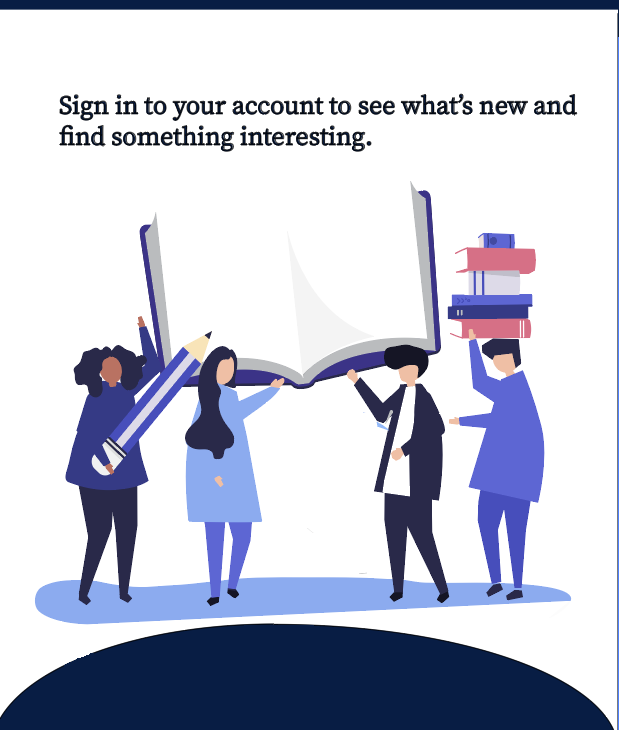 Sign in to your account to see what's new and
find something interesting.